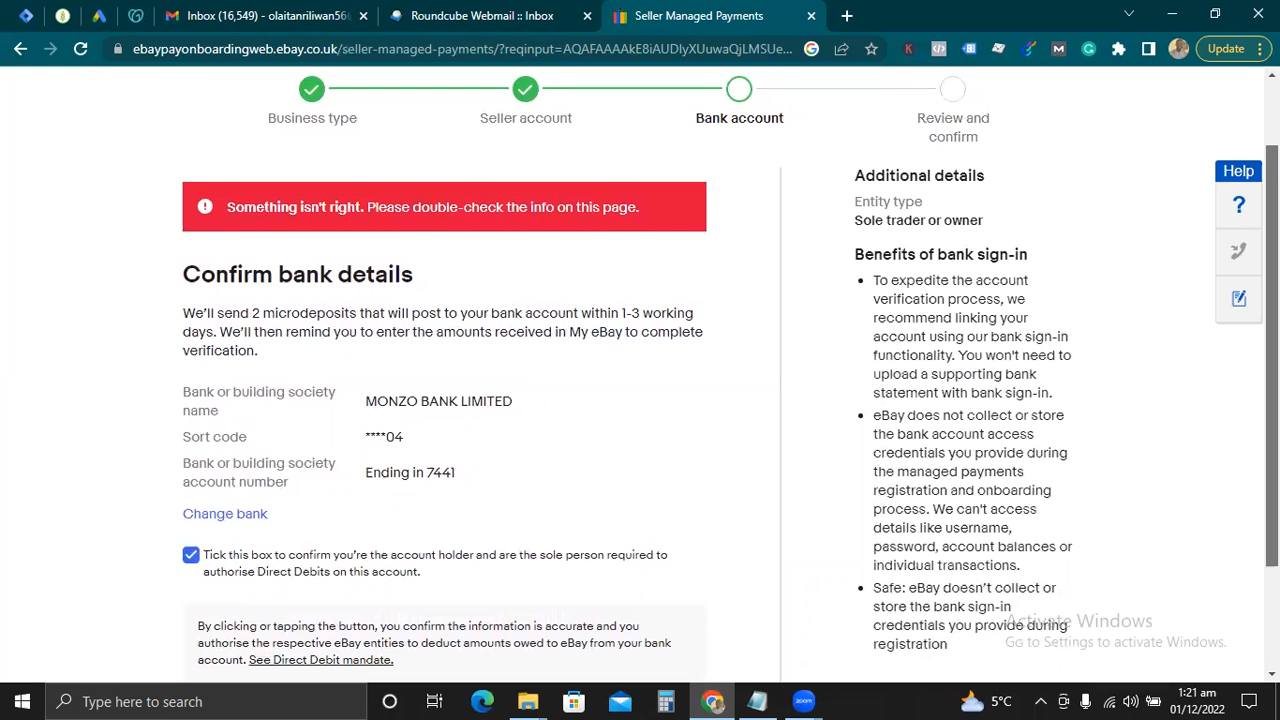 Inbox (16,549) - olaitanriliwan56
Roundcube Webmail :: Inbox
Seller Managed Payments
ebaypayonboardingweb.ebay.co.uk/seller-managed-payments/?reqinput=AQAFAAAAkE8iAUDIyXUuwaQjLMSUe...
Update
Business type
Seller account
Bank account
Review and
confirm
Something isn't right. Please double-check the info on this page.
Confirm bank details
We'll send 2 microdeposits that will post to your bank account within 1-3 working
days. We'll then remind you to enter the amounts received in My eBay to complete
verification.
Bank or building society
name
MONZO BANK LIMITED
Sort code
****04
Bank or building society
account number
Ending in 7441
Change bank
Tick this box to confirm you're the account holder and are the sole person required to
authorise Direct Debits on this account.
By clicking or tapping the button, you confirm the information is accurate and you
authorise the respective eBay entities to deduct amounts owed to eBay from your bank
account. See Direct Debit mandate.
Additional details
Entity type
Sole trader or owner
Benefits of bank sign-in
To expedite the account
verification process, we
recommend linking your
account using our bank sign-in
functionality. You won't need to
upload a supporting bank
statement with bank sign-in.
eBay does not collect or store
the bank account access
credentials you provide during
the managed payments
registration and onboarding
process. We can't access
details like username,
password, account balances or
individual transactions.
Safe: eBay doesn't collect or
store the bank sign-in
credentials you provide during
registration
Help
?
Activate Windows
Go to Settings to activate Windows.
Type here to search
zoom
5°C
1:21 am
01/12/2022